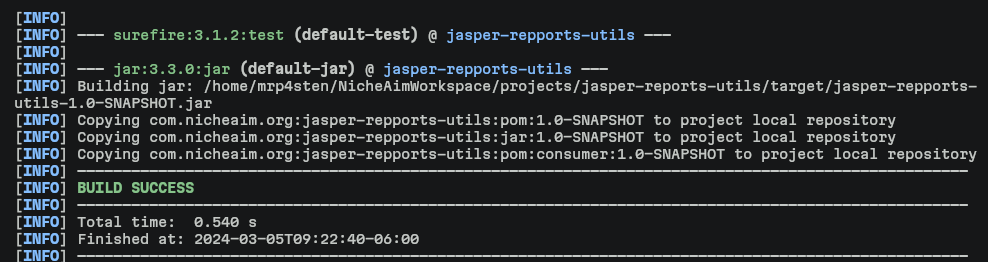 [INFO]
[INFO] --- surefire:3.1.2:test (default-test) @ jasper-repports-utils ---
[INFO]
[INFO] --- jar:3.3.0:jar (default-jar) @ jasper-repports-utils ---
[INFO] Building jar: /home/mrp4sten/NicheAimWorkspace/projects/jasper-reports-utils/target/jasper-repports-
utils-1.0-SNAPSHOT.jar
[INFO] Copying com.nicheaim.org:jasper-repports-utils:pom:1.0-SNAPSHOT to project local repository
[INFO] Copying com.nicheaim.org:jasper-repports-utils:jar:1.0-SNAPSHOT to project local repository
[INFO] Copying com.nicheaim.org:jasper-repports-utils:pom:consumer:1.0-SNAPSHOT to project local repository
[INFO] ------------------------------------------------------------------------
[INFO] BUILD SUCCESS
[INFO] ------------------------------------------------------------------------
[INFO] Total time:  0.540 s
[INFO] Finished at: 2024-03-05T09:22:40-06:00
[INFO] ------------------------------------------------------------------------